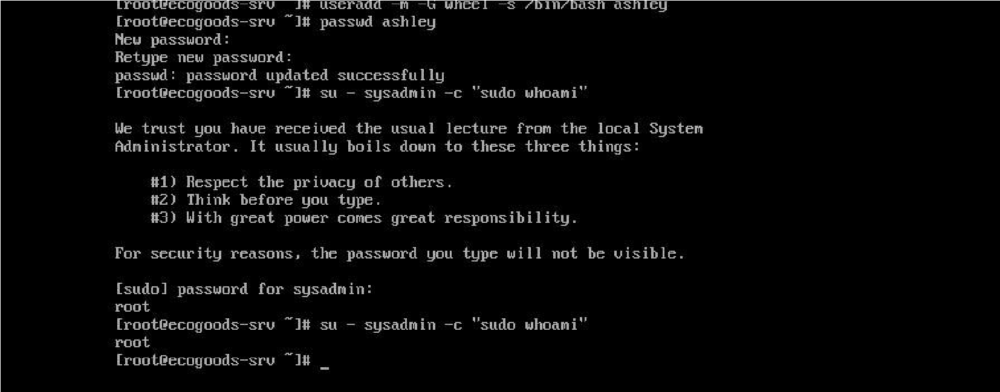 [root@ecogoods-srv ~]# useradd -m -G wheel -s /bin/bash ashley
[root@ecogoods-srv ~]# passwd ashley
New password:
Retype new password:
passwd: password updated successfully
[root@ecogoods-srv ~]# su - sysadmin -c "sudo whoami"

We trust you have received the usual lecture from the local System
Administrator. It usually boils down to these three things:

    #1) Respect the privacy of others.
    #2) Think before you type.
    #3) With great power comes great responsibility.

For security reasons, the password you type will not be visible.

[sudo] password for sysadmin:
root
[root@ecogoods-srv ~]# su - sysadmin -c "sudo whoami"
root
[root@ecogoods-srv ~]# _